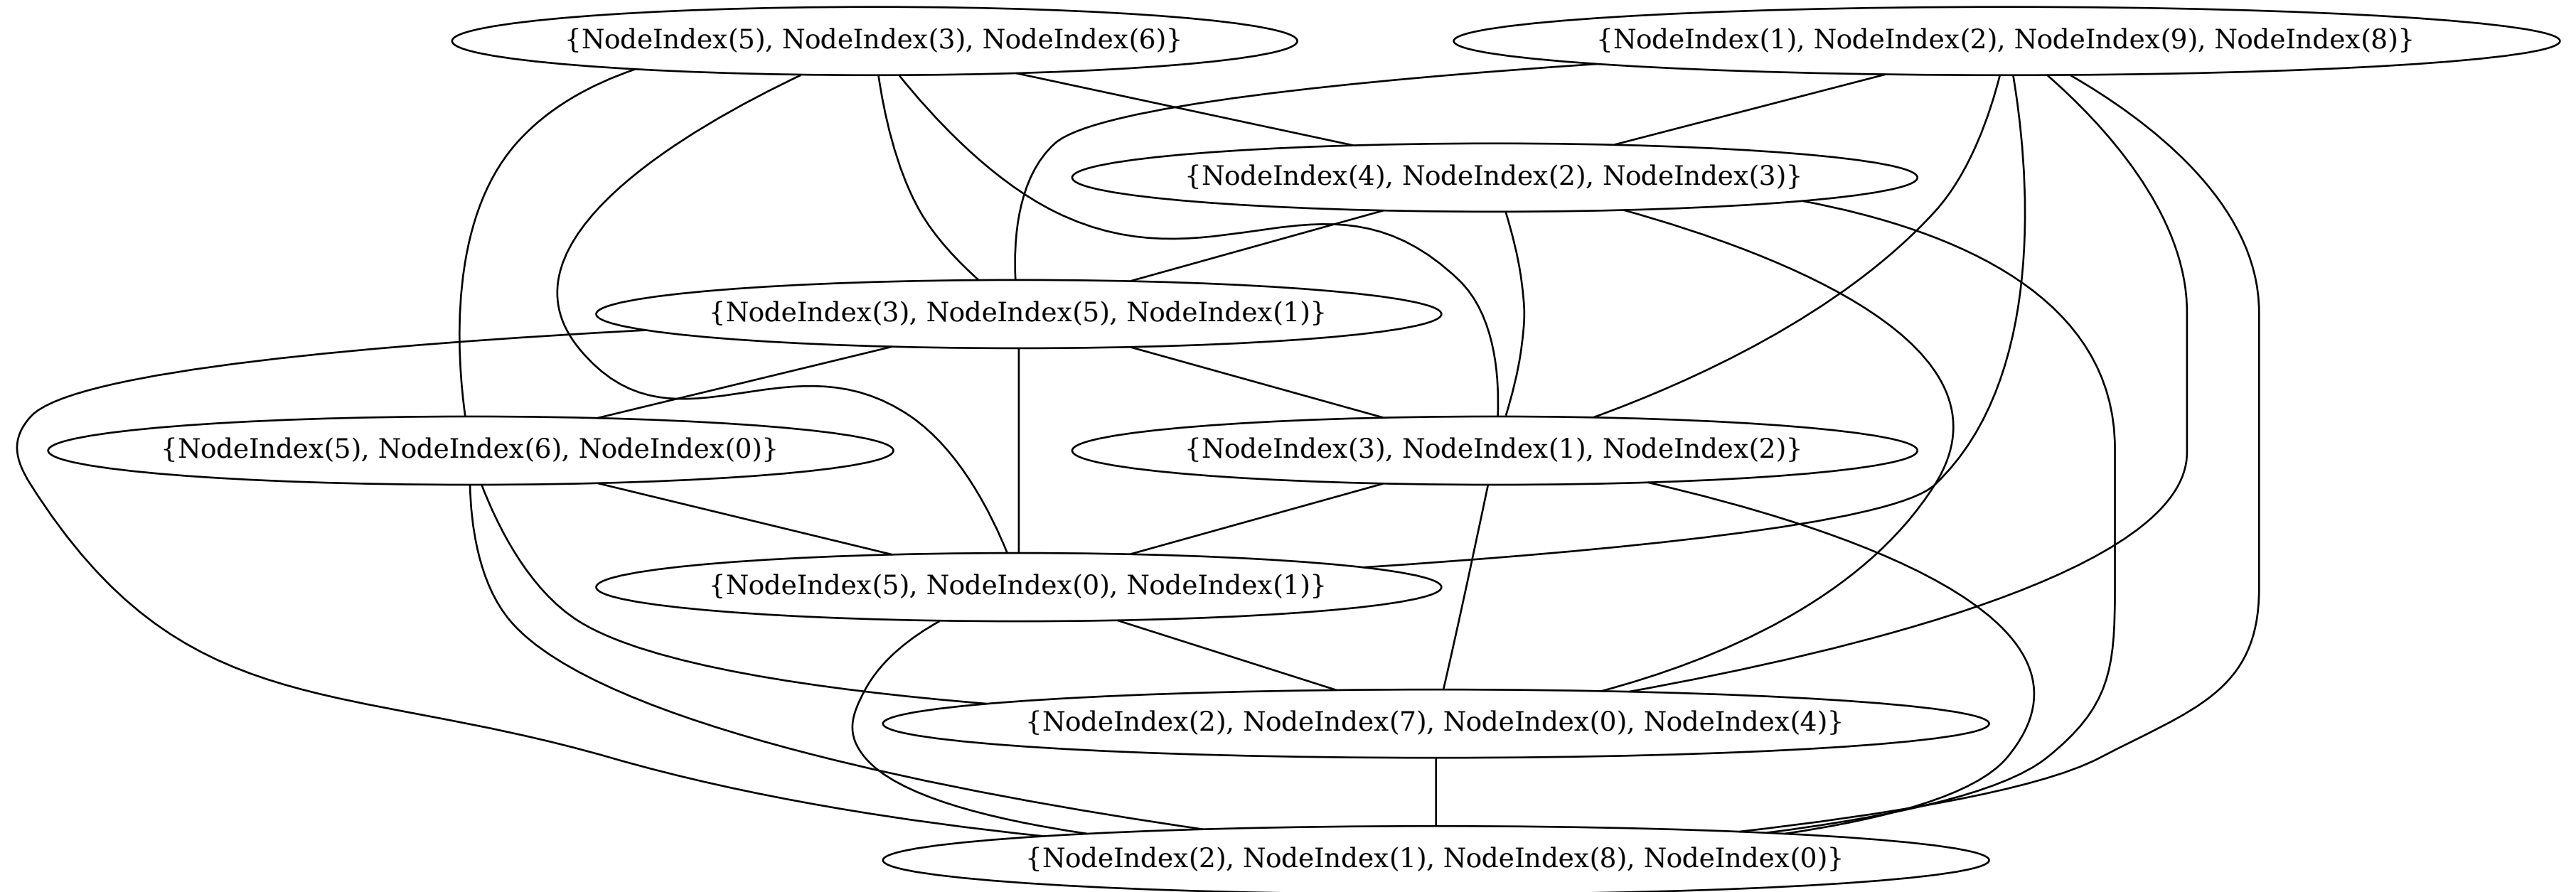 {NodeIndex(5), NodeIndex(3), NodeIndex(6)}
{NodeIndex(1), NodeIndex(2), NodeIndex(9), NodeIndex(8)}
{NodeIndex(4), NodeIndex(2), NodeIndex(3)}
{NodeIndex(3), NodeIndex(5), NodeIndex(1)}
{NodeIndex(5), NodeIndex(6), NodeIndex(0)}
{NodeIndex(3), NodeIndex(1), NodeIndex(2)}
{NodeIndex(5), NodeIndex(0), NodeIndex(1)}
{NodeIndex(2), NodeIndex(7), NodeIndex(0), NodeIndex(4)}
{NodeIndex(2), NodeIndex(1), NodeIndex(8), NodeIndex(0)}